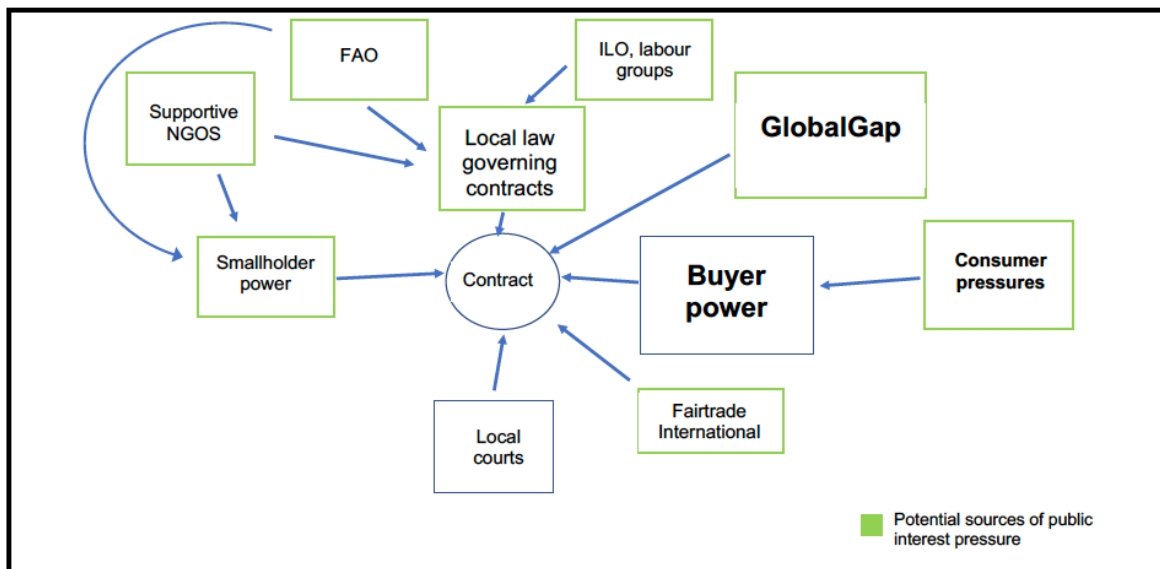 FAO
ILO, labour
groups
Supportive
NGOS
GlobalGap
Local law
governing
contracts
Smallholder
power
Contract
Buyer
power
Consumer
pressures
Local
courts
Fairtrade
International
Potential sources of public
interest pressure